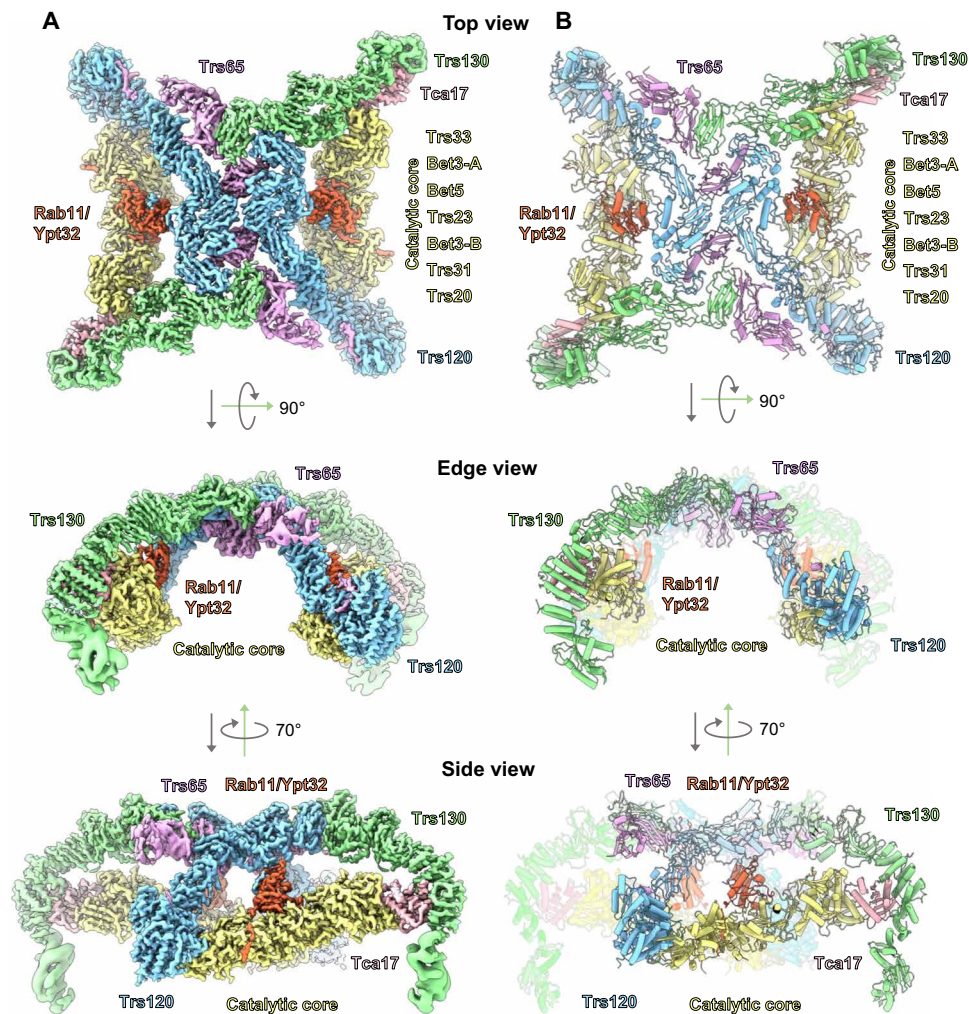 A
Top view
B
Trs65
Trs130
Tca17
Trs33
Bet3-A
Bet5
Trs23
Bet3-B
Trs31
Trs20
Catalytic core
Rab11/
Ypt32
Trs120
90°
Trs65
Trs130
Tca17
Trs33
Bet3-A
Bet5
Trs23
Bet3-B
Trs31
Trs20
Catalytic core
Rab11/
Ypt32
Trs120
90°
Edge view
Trs65
Trs130
Rab11/
Ypt32
Catalytic core
Trs120
70°
Trs65
Trs130
Rab11/
Ypt32
Catalytic core
Trs120
70°
Side view
Trs65
Rab11/Ypt32
Trs130
Tca17
Trs120
Catalytic core
Trs65
Rab11/Ypt32
Trs130
Tca17
Trs120
Catalytic core